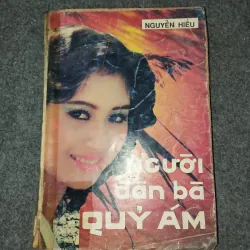 NGUYỄN HIẾU
người
đàn bà
QUỶ ÁM